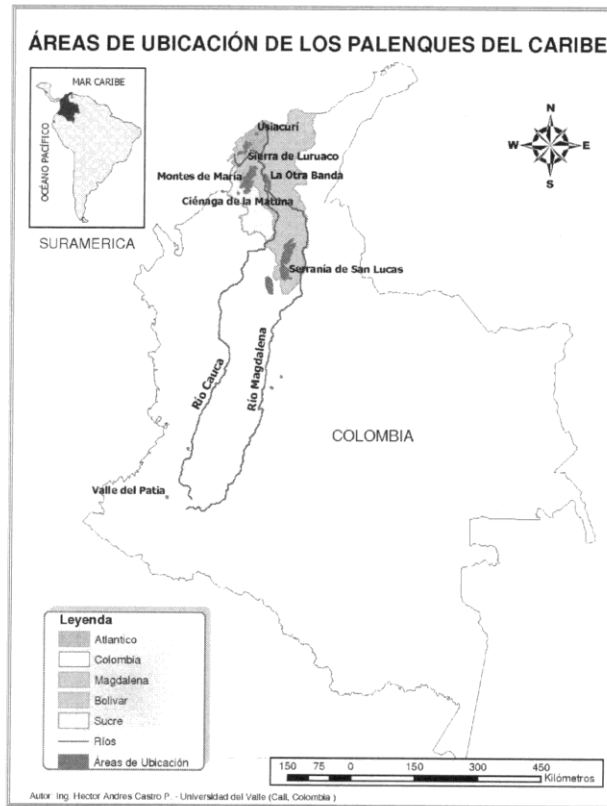 ÁREAS DE UBICACIÓN DE LOS PALENQUES DEL CARIBE
MAR CARIBE
OCÉANO PACÍFICO
SURAMERICA
N
W
E
S
Usiacurí
Sierra de Luruaco
Montes de María
La Otra Banda
Ciénaga de la Matuna
Serranía de San Lucas
Río Cauca
Río Magdalena
COLOMBIA
Valle del Patia
Leyenda
Atlantico
Colombia
Magdalena
Bolivar
Sucre
Ríos
Áreas de Ubicación
150 75 0 150 300 450
Kilómetros
Autor: Ing. Hector Andres Castro P. - Universidad del Valle (Cali, Colombia )